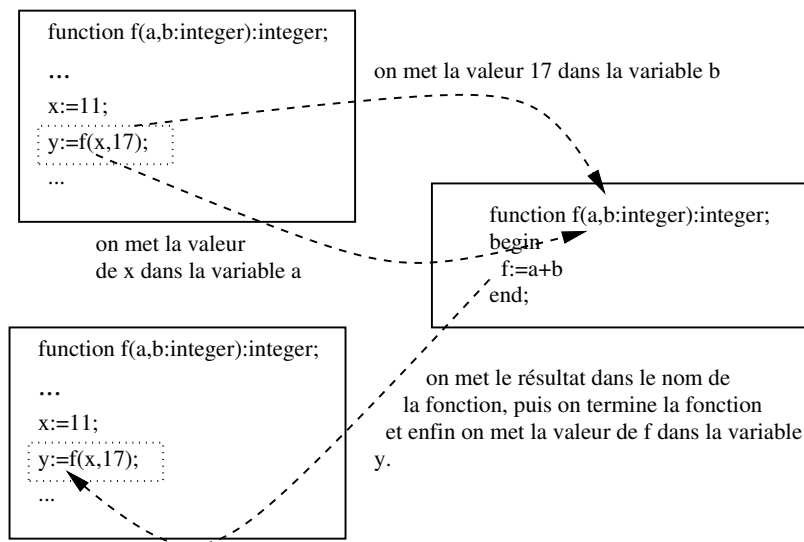 function f(a,b:integer):integer;
...
x:=11;
y:=f(x,17);
...
on met la valeur 17 dans la variable b
on met la valeur
de x dans la variable a
function f(a,b:integer):integer;
begin
f:=a+b
end;
function f(a,b:integer):integer;
...
x:=11;
y:=f(x,17);
...
on met le résultat dans le nom de
la fonction, puis on termine la fonction
et enfin on met la valeur de f dans la variable
y.